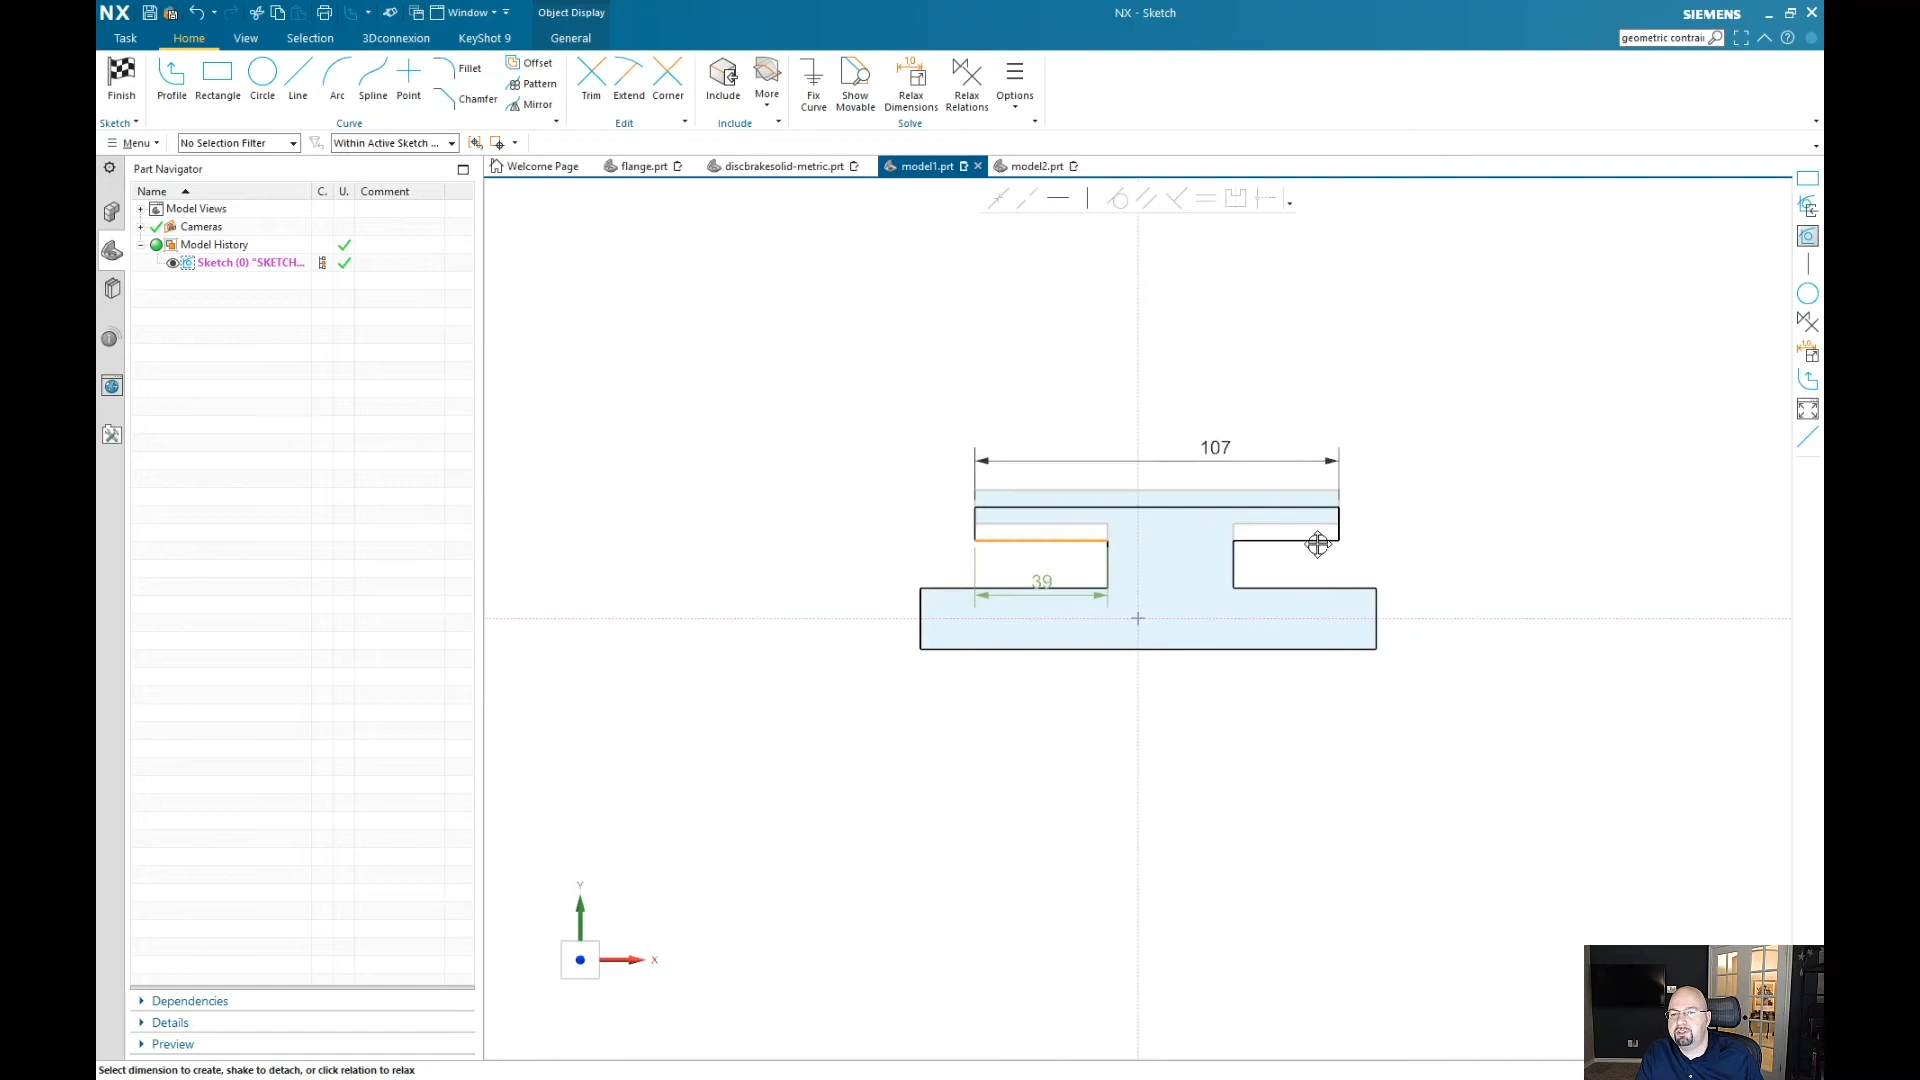 NX
Window
Object Display
NX - Sketch
SIEMENS
Task
Home
View
Selection
3Dconnexion
KeyShot 9
General
geometric contrai
Finish
Profile
Rectangle
Circle
Line
Arc
Spline
Point
Fillet
Chamfer
Offset
Pattern
Mirror
Trim
Extend
Corner
Include
More
Fix
Curve
Show
Movable
10
Relax
Dimensions
Relax
Relations
Options
Sketch
Curve
Edit
Include
Solve
Menu
No Selection Filter
Within Active Sketch ...
Part Navigator
Welcome Page
flange.prt
discbrakesolid-metric.prt
model1.prt
model2.prt
Name
C.
U.
Comment
Model Views
Cameras
Model History
Sketch (0) "SKETCH...
107
39
Y
X
Dependencies
Details
Preview
Select dimension to create, shake to detach, or click relation to relax